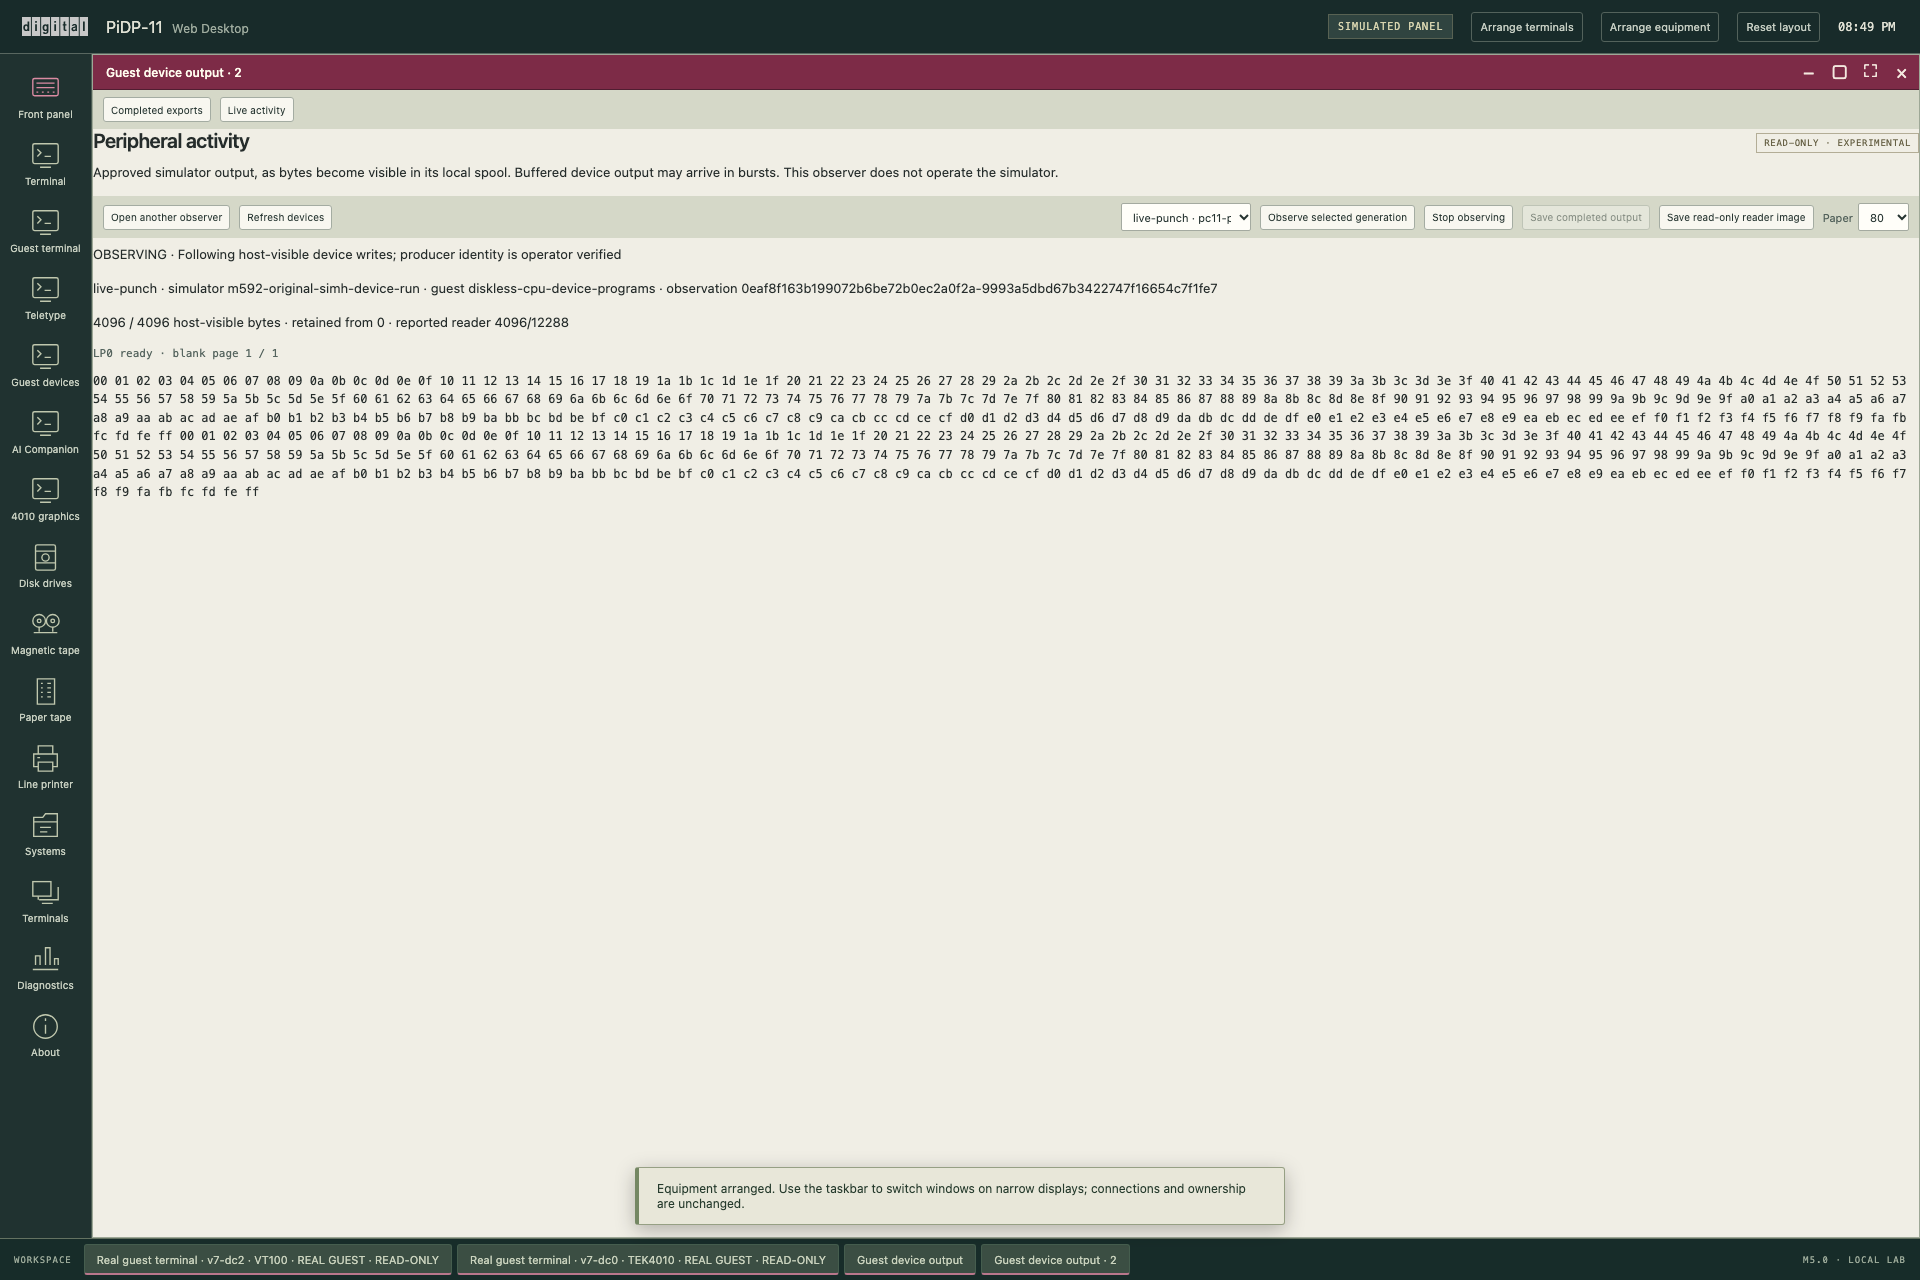 digital PiDP-11 Web Desktop SIMULATED PANEL Arrange terminals Arrange equipment Reset layout 08:49 PM
Front panel
Terminal
Guest terminal
Teletype
Guest devices
AI Companion
4010 graphics
Disk drives
Magnetic tape
Paper tape
Line printer
Systems
Terminals
Diagnostics
About
Guest device output · 2
Completed exports Live activity
Peripheral activity READ-ONLY · EXPERIMENTAL
Approved simulator output, as bytes become visible in its local spool. Buffered device output may arrive in bursts. This observer does not operate the simulator.
Open another observer Refresh devices live-punch · pc11-p Observe selected generation Stop observing Save completed output Save read-only reader image Paper 80
OBSERVING · Following host-visible device writes; producer identity is operator verified
live-punch · simulator m592-original-simh-device-run · guest diskless-cpu-device-programs · observation 0eaf8f163b199072b6be72b0ec2a0f2a-9993a5dbd67b3422747f16654c7f1fe7
4096 / 4096 host-visible bytes · retained from 0 · reported reader 4096/12288
LP0 ready · blank page 1 / 1
00 01 02 03 04 05 06 07 08 09 0a 0b 0c 0d 0e 0f 10 11 12 13 14 15 16 17 18 19 1a 1b 1c 1d 1e 1f 20 21 22 23 24 25 26 27 28 29 2a 2b 2c 2d 2e 2f 30 31 32 33 34 35 36 37 38 39 3a 3b 3c 3d 3e 3f 40 41 42 43 44 45 46 47 48 49 4a 4b 4c 4d 4e 4f 50 51 52 53
54 55 56 57 58 59 5a 5b 5c 5d 5e 5f 60 61 62 63 64 65 66 67 68 69 6a 6b 6c 6d 6e 6f 70 71 72 73 74 75 76 77 78 79 7a 7b 7c 7d 7e 7f 80 81 82 83 84 85 86 87 88 89 8a 8b 8c 8d 8e 8f 90 91 92 93 94 95 96 97 98 99 9a 9b 9c 9d 9e 9f a0 a1 a2 a3 a4 a5 a6 a7
a8 a9 aa ab ac ad ae af b0 b1 b2 b3 b4 b5 b6 b7 b8 b9 ba bb bc bd be bf c0 c1 c2 c3 c4 c5 c6 c7 c8 c9 ca cb cc cd ce cf d0 d1 d2 d3 d4 d5 d6 d7 d8 d9 da db dc dd de df e0 e1 e2 e3 e4 e5 e6 e7 e8 e9 ea eb ec ed ee ef f0 f1 f2 f3 f4 f5 f6 f7 f8 f9 fa fb
fc fd fe ff 00 01 02 03 04 05 06 07 08 09 0a 0b 0c 0d 0e 0f 10 11 12 13 14 15 16 17 18 19 1a 1b 1c 1d 1e 1f 20 21 22 23 24 25 26 27 28 29 2a 2b 2c 2d 2e 2f 30 31 32 33 34 35 36 37 38 39 3a 3b 3c 3d 3e 3f 40 41 42 43 44 45 46 47 48 49 4a 4b 4c 4d 4e 4f
50 51 52 53 54 55 56 57 58 59 5a 5b 5c 5d 5e 5f 60 61 62 63 64 65 66 67 68 69 6a 6b 6c 6d 6e 6f 70 71 72 73 74 75 76 77 78 79 7a 7b 7c 7d 7e 7f 80 81 82 83 84 85 86 87 88 89 8a 8b 8c 8d 8e 8f 90 91 92 93 94 95 96 97 98 99 9a 9b 9c 9d 9e 9f a0 a1 a2 a3
a4 a5 a6 a7 a8 a9 aa ab ac ad ae af b0 b1 b2 b3 b4 b5 b6 b7 b8 b9 ba bb bc bd be bf c0 c1 c2 c3 c4 c5 c6 c7 c8 c9 ca cb cc cd ce cf d0 d1 d2 d3 d4 d5 d6 d7 d8 d9 da db dc dd de df e0 e1 e2 e3 e4 e5 e6 e7 e8 e9 ea eb ec ed ee ef f0 f1 f2 f3 f4 f5 f6 f7
f8 f9 fa fb fc fd fe ff
Equipment arranged. Use the taskbar to switch windows on narrow displays; connections and ownership
are unchanged.
WORKSPACE Real guest terminal · v7-dc2 · VT100 · REAL GUEST · READ-ONLY Real guest terminal · v7-dc0 · TEK4010 · REAL GUEST · READ-ONLY Guest device output Guest device output · 2 M5.0 · LOCAL LAB